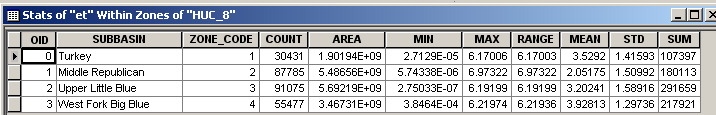 Stats of "et" Within Zones of "HUC_8"
OID SUBBASIN ZONE_CODE COUNT AREA MIN MAX RANGE MEAN STD SUM
0 Turkey 1 30431 1.90194E+09 2.7129E-05 6.17006 6.17003 3.5292 1.41593 107397
1 Middle Republican 2 87785 5.48656E+09 5.74338E-06 6.97322 6.97322 2.05175 1.50992 180113
2 Upper Little Blue 3 91075 5.69219E+09 2.75033E-07 6.19199 6.19199 3.20241 1.58916 291659
3 West Fork Big Blue 4 55477 3.46731E+09 3.8464E-04 6.21974 6.21936 3.92813 1.29736 217921